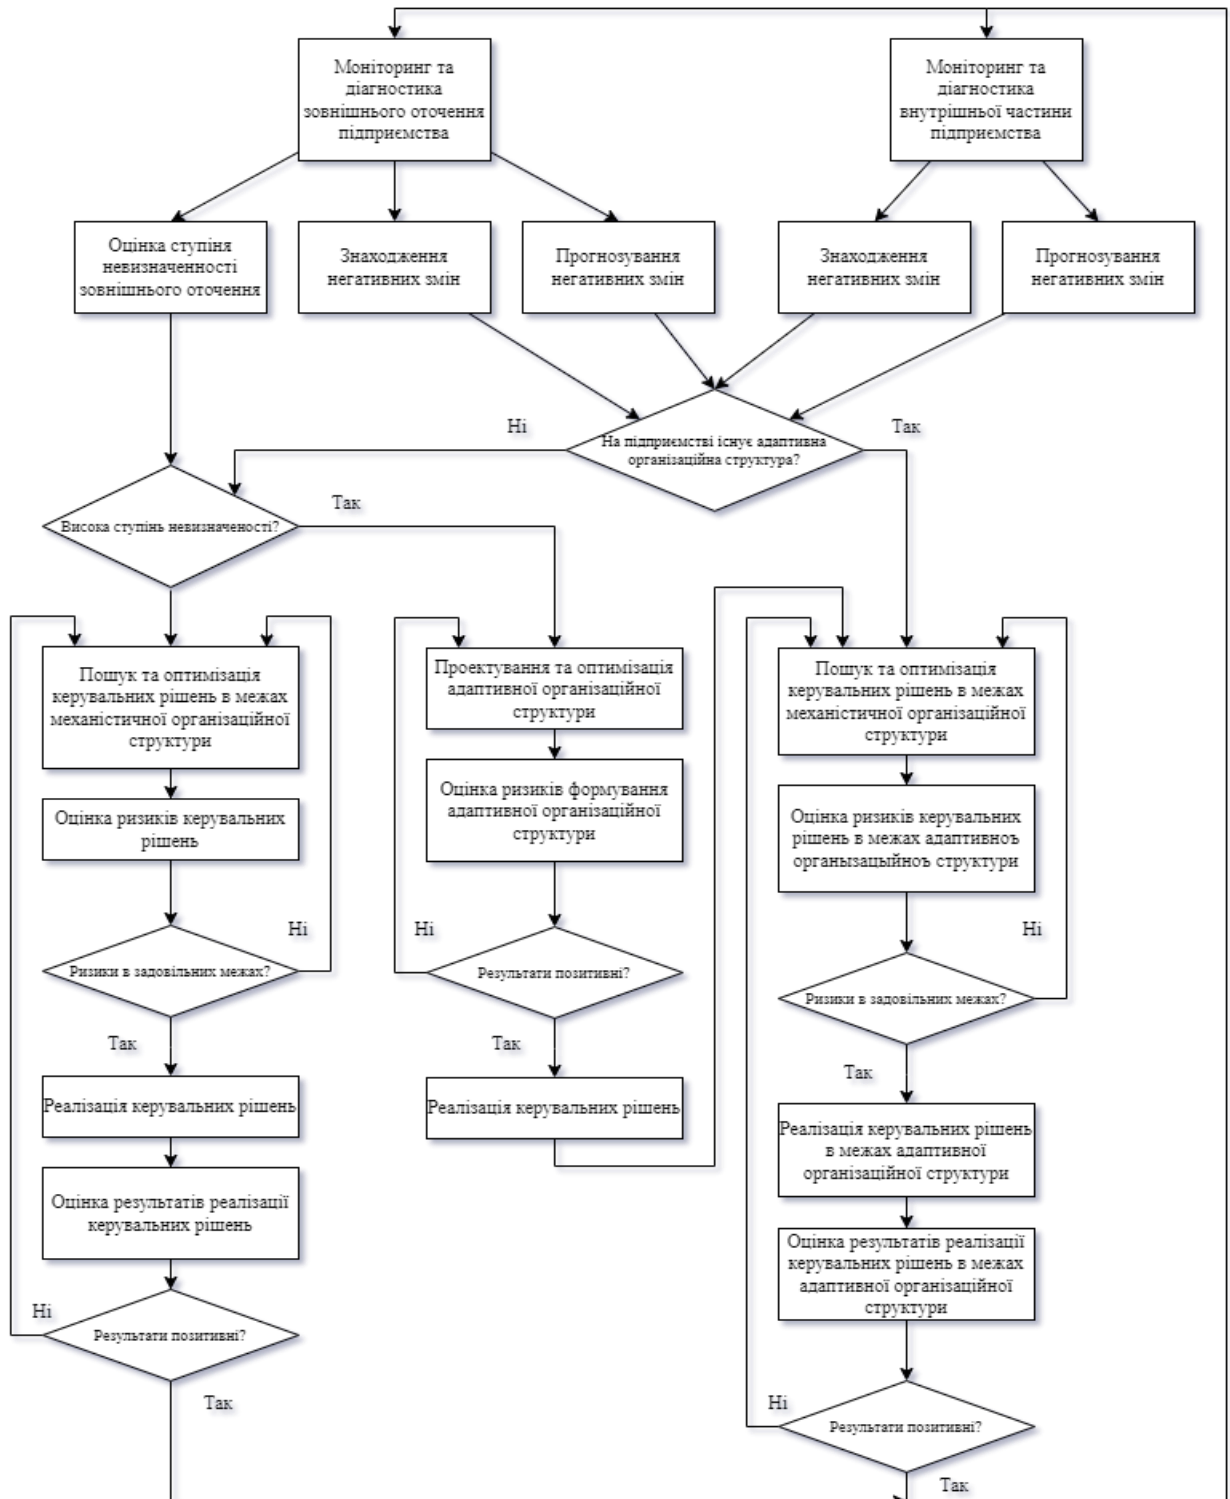 Моніторинг та
діагностика
зовнішнього оточення
підприємства
Моніторинг та
діагностика
внутрішньої частини
підприємства
Оцінка ступіня
невизначенності
зовнішнього оточення
Знаходження
негативних змін
Прогнозування
негативних змін
Знаходження
негативних змін
Прогнозування
негативних змін
На підприємстві існує адаптивна
організаційна структура?
Ні
Так
Висока ступінь невизначеності?
Так
Пошук та оптимізація
керувальних рішень в межах
механістичної організаційної
структури
Оцінка ризиків керувальних
рішень
Ризики в задовільних межах?
Ні
Так
Реалізація керувальних рішень
Оцінка результатів реалізації
керувальних рішень
Результати позитивні?
Ні
Так
Проектування та оптимізація
адаптивної організаційної
структури
Оцінка ризиків формування
адаптивної організаційної
структури
Результати позитивні?
Ні
Так
Реалізація керувальних рішень
Пошук та оптимізація
керувальних рішень в межах
механістичної організаційної
структури
Оцінка ризиків керувальних
рішень в межах адаптивноъ
органызацыйноъ структури
Ризики в задовільних межах?
Ні
Так
Реалізація керувальних рішень
в межах адаптивної
організаційної структури
Оцінка результатів реалізації
керувальних рішень в межах
адаптивної організаційної
структури
Результати позитивні?
Ні
Так